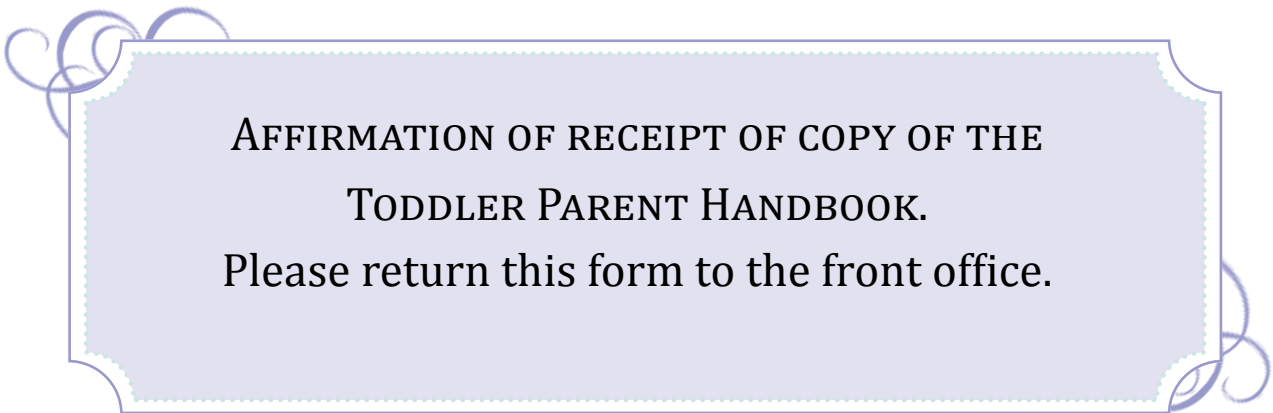 Affirmation of receipt of copy of the
Toddler Parent Handbook.
Please return this form to the front office.